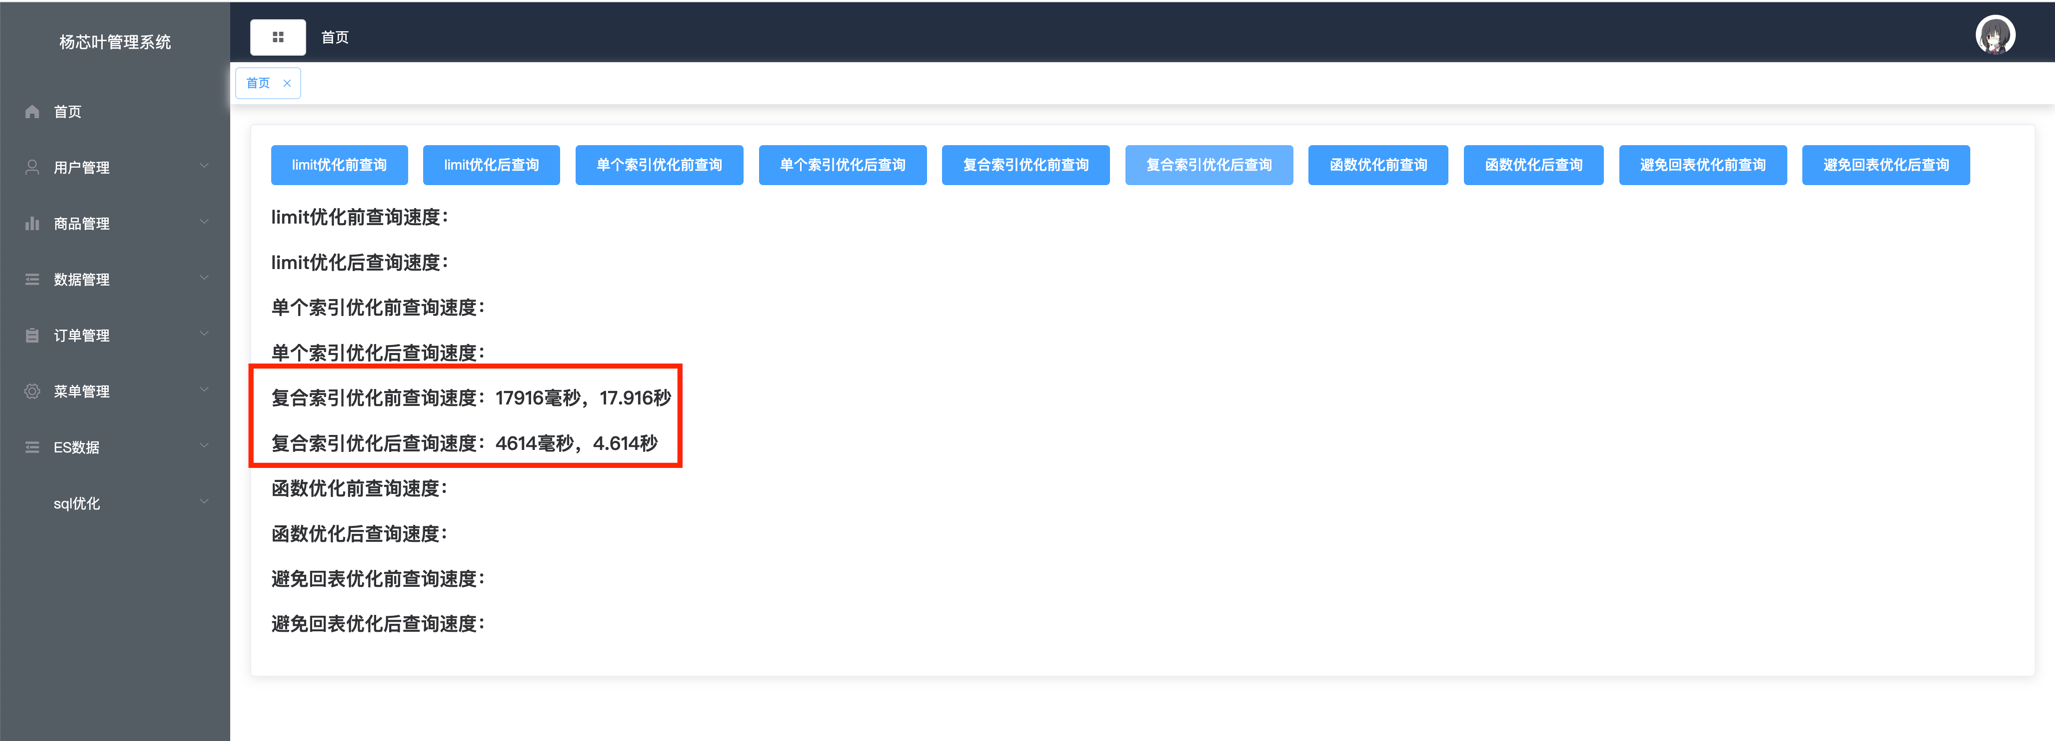 杨芯叶管理系统
首页
首页
首页
用户管理
商品管理
数据管理
订单管理
菜单管理
ES数据
sql优化
limit优化前查询
limit优化后查询
单个索引优化前查询
单个索引优化后查询
复合索引优化前查询
复合索引优化后查询
函数优化前查询
函数优化后查询
避免回表优化前查询
避免回表优化后查询
limit优化前查询速度：
limit优化后查询速度：
单个索引优化前查询速度：
单个索引优化后查询速度：
复合索引优化前查询速度：17916毫秒，17.916秒
复合索引优化后查询速度：4614毫秒，4.614秒
函数优化前查询速度：
函数优化后查询速度：
避免回表优化前查询速度：
避免回表优化后查询速度：